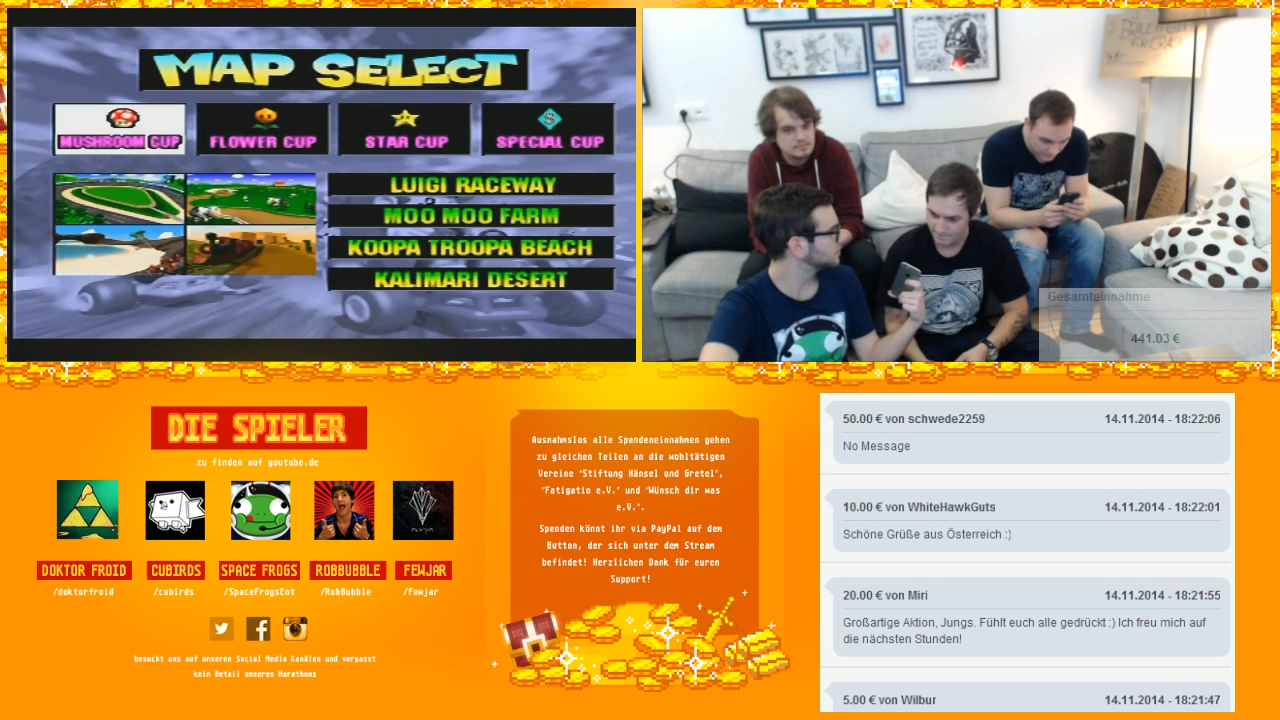 MAP SELECT
MUSHROOM CUP
FLOWER CUP
STAR CUP
SPECIAL CUP
LUIGI RACEWAY
MOO MOO FARM
KOOPA TROOPA BEACH
KALIMARI DESERT
Gesamteinnahme
441.03 €
DIE SPIELER
zu finden auf youtube.de
DOKTOR FROID
CUBIRDS
SPACE FROGS
ROBBUBBLE
FEWJAR
/doktorfroid
/cubirds
/SpaceFrogsEnt
/RobBubble
/Fewjar
besucht uns auf unseren Social Media Kanälen und verpasst
kein Detail unseres Marathons
Ausnahmslos alle Spendeneinnahmen gehen
zu gleichen Teilen an die wohltätigen
Vereine "Stiftung Hänsel und Gretel",
"Fatigatio e.V." und "Wünsch dir was
e.V.".
Spenden könnt ihr via PayPal auf dem
Button, der sich unter dem Stream
befindet! Herzlichen Dank für euren
Support!
50.00 € von schwede2259 14.11.2014 - 18:22:06
No Message
10.00 € von WhiteHawkGuts 14.11.2014 - 18:22:01
Schöne Grüße aus Österreich :)
20.00 € von Miri 14.11.2014 - 18:21:55
Großartige Aktion, Jungs. Fühlt euch alle gedrückt :) Ich freu mich auf
die nächsten Stunden!
5.00 € von Wilbur 14.11.2014 - 18:21:47